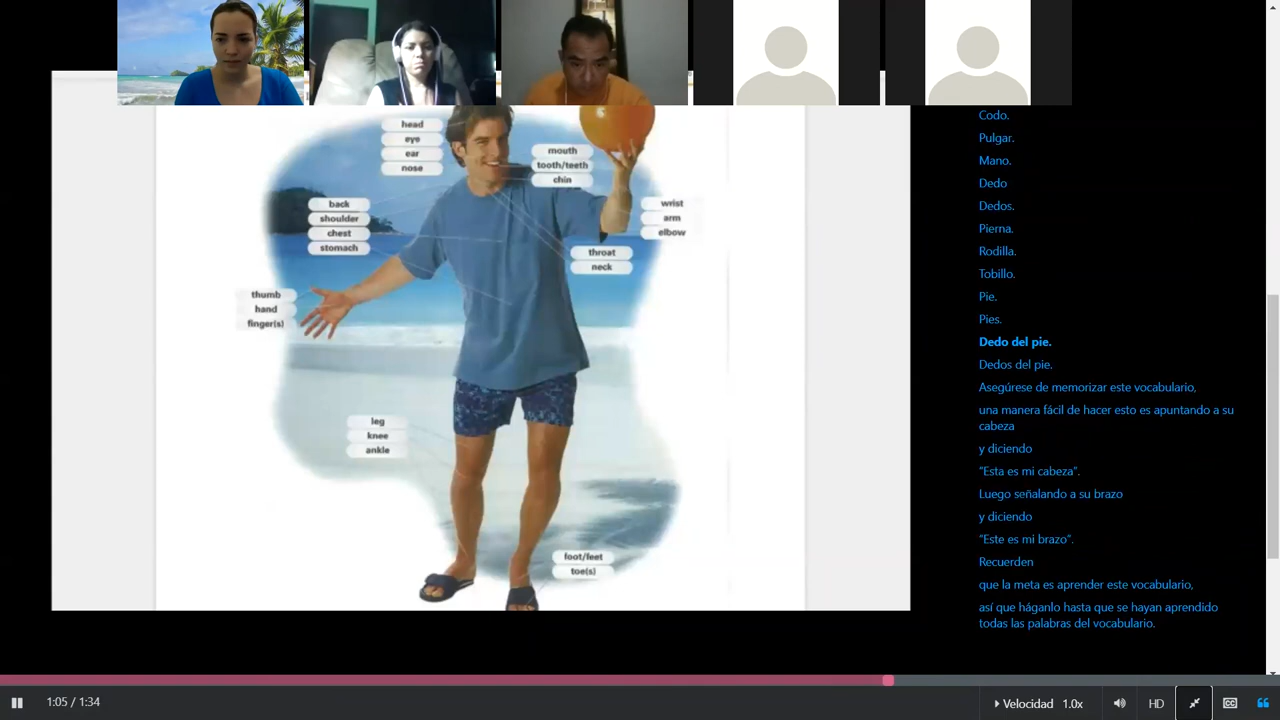 head
eye
ear
nose
mouth
tooth/teeth
chin
back
shoulder
chest
stomach
wrist
arm
elbow
throat
neck
thumb
hand
finger(s)
leg
knee
ankle
foot/feet
toe(s)
Codo.
Pulgar.
Mano.
Dedo
Dedos.
Pierna.
Rodilla.
Tobillo.
Pie.
Pies.
Dedo del pie.
Dedos del pie.
Asegúrese de memorizar este vocabulario,
una manera fácil de hacer esto es apuntando a su
cabeza
y diciendo
“Esta es mi cabeza”.
Luego señalando a su brazo
y diciendo
“Este es mi brazo”.
Recuerden
que la meta es aprender este vocabulario,
así que háganlo hasta que se hayan aprendido
todas las palabras del vocabulario.
1:05 / 1:34
Velocidad 1.0x
HD
CC